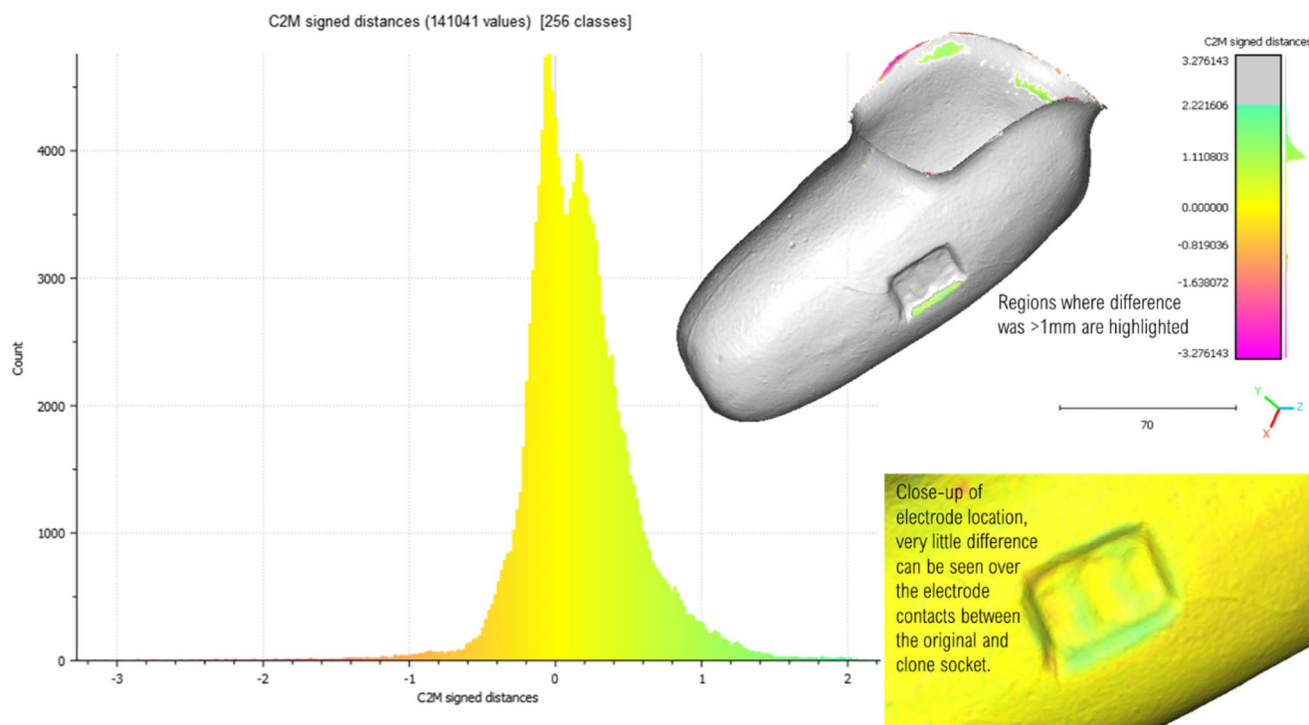 C2M signed distances (141041 values) [256 classes]
4000
3000
2000
1000
0
Count
-3
-2
-1
0
1
2
C2M signed distances
C2M signed distances
3.276143
2.221606
1.110803
0.000000
-0.819036
-1.638072
-3.276143
Regions where difference
was >1mm are highlighted
70
Y
Z
X
Close-up of
electrode location,
very little difference
can be seen over
the electrode
contacts between
the original and
clone socket.